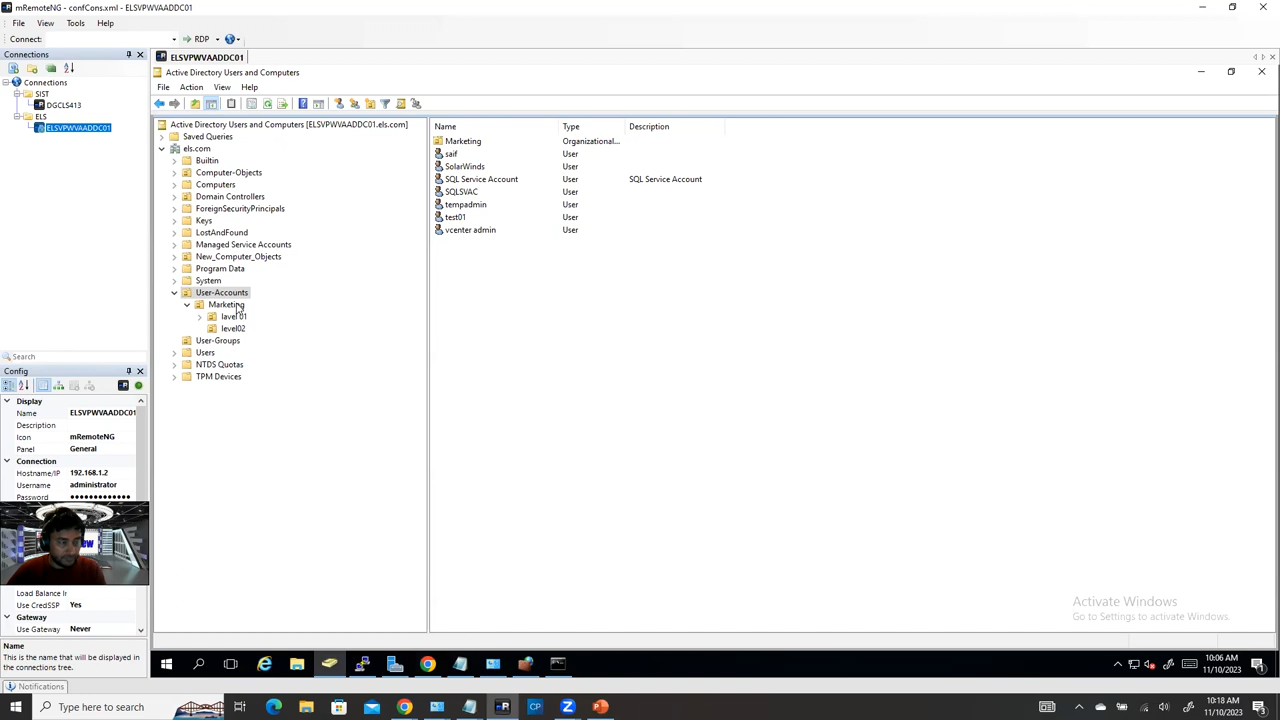 mRemoteNG - confCons.xml - ELSVPWVAADDC01
File View Tools Help
Connect: RDP
Connections
Connections
SIST
DGCLS413
ELS
ELSVPWVAADDC01
Search
Config
Display
Name ELSVPWVAADDC01
Description
Icon mRemoteNG
Panel General
Connection
Hostname/IP 192.168.1.2
Username administrator
Password ●●●●●●●●●●●●●
Load Balance Ir
Use CredSSP Yes
Gateway
Use Gateway Never
Name
This is the name that will be displayed in
the connections tree.
Notifications
ELSVPWVAADDC01
Active Directory Users and Computers
File Action View Help
Active Directory Users and Computers [ELSVPWVAADDC01.els.com]
Saved Queries
els.com
Builtin
Computer-Objects
Computers
Domain Controllers
ForeignSecurityPrincipals
Keys
LostAndFound
Managed Service Accounts
New_Computer_Objects
Program Data
System
User-Accounts
Marketing
lavel 01
level02
User-Groups
Users
NTDS Quotas
TPM Devices
Name Type Description
Marketing Organizational...
saif User
SolarWinds User
SQL Service Account User SQL Service Account
SQLSVAC User
tempadmin User
test01 User
vcenter admin User
Activate Windows
Go to Settings to activate Windows.
10:06 AM
11/10/2023
Type here to search
10:18 AM
11/10/2023